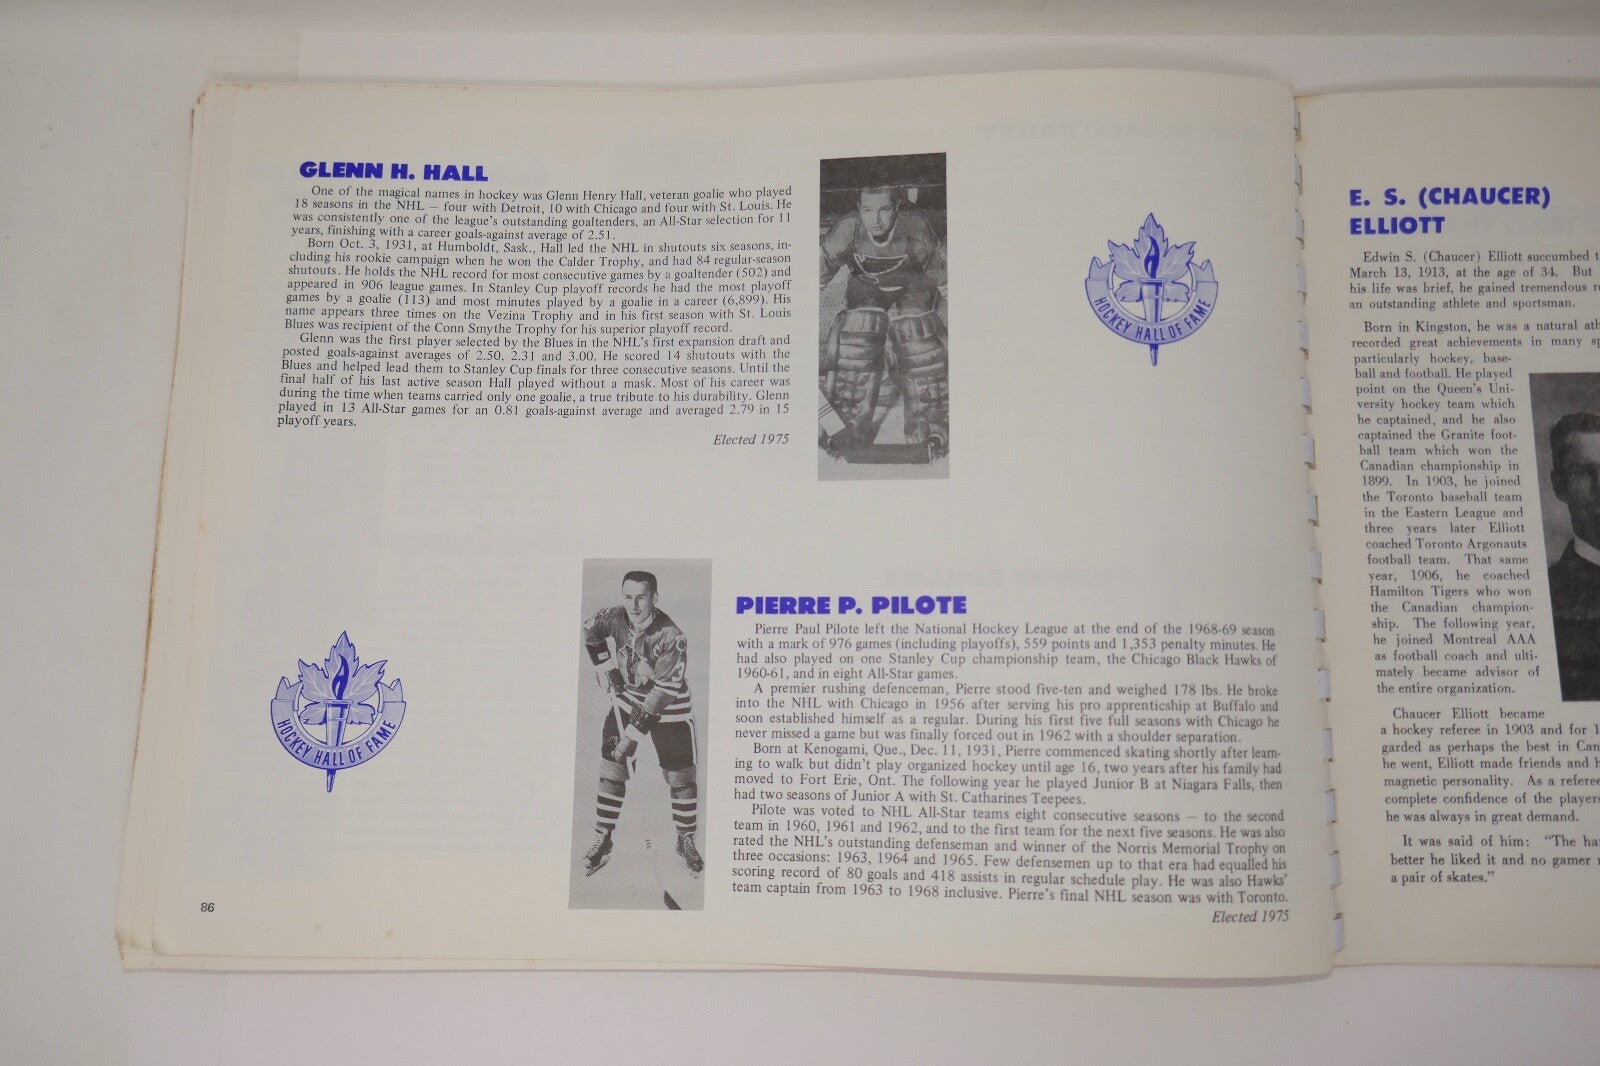 GLENN H. HALL
One of the magical names in hockey was Glenn Henry Hall, veteran goalie who played
18 seasons in the NHL — four with Detroit, 10 with Chicago and four with St. Louis. He
was consistently one of the league's outstanding goaltenders, an All-Star selection for 11
years, finishing with a career goals-against average of 2.51.
Born Oct. 3, 1931, at Humboldt, Sask., Hall led the NHL in shutouts six seasons, in-
cluding his rookie campaign when he won the Calder Trophy, and had 84 regular-season
shutouts. He holds the NHL record for most consecutive games by a goaltender (502) and
appeared in 906 league games. In Stanley Cup playoff records he had the most playoff
games by a goalie (113) and most minutes played by a goalie in a career (6,899). His
name appears three times on the Vezina Trophy and in his first season with St. Louis
Blues was recipient of the Conn Smythe Trophy for his superior playoff record.
Glenn was the first player selected by the Blues in the NHL's first expansion draft and
posted goals-against averages of 2.50, 2.31 and 3.00. He scored 14 shutouts with the
Blues and helped lead them to Stanley Cup finals for three consecutive seasons. Until the
final half of his last active season Hall played without a mask. Most of his career was
during the time when teams carried only one goalie, a true tribute to his durability. Glenn
played in 13 All-Star games for an 0.81 goals-against average and averaged 2.79 in 15
playoff years.
Elected 1975
HOCKEY HALL OF FAME
HOCKEY HALL OF FAME
PIERRE P. PILOTE
Pierre Paul Pilote left the National Hockey League at the end of the 1968-69 season
with a mark of 976 games (including playoffs), 559 points and 1,353 penalty minutes. He
had also played on one Stanley Cup championship team, the Chicago Black Hawks of
1960-61, and in eight All-Star games.
A premier rushing defenceman, Pierre stood five-ten and weighed 178 lbs. He broke
into the NHL with Chicago in 1956 after serving his pro apprenticeship at Buffalo and
soon established himself as a regular. During his first five full seasons with Chicago he
never missed a game but was finally forced out in 1962 with a shoulder separation.
Born at Kenogami, Que., Dec. 11, 1931, Pierre commenced skating shortly after learn-
ing to walk but didn't play organized hockey until age 16, two years after his family had
moved to Fort Erie, Ont. The following year he played Junior B at Niagara Falls, then
had two seasons of Junior A with St. Catharines Teepees.
Pilote was voted to NHL All-Star teams eight consecutive seasons — to the second
team in 1960, 1961 and 1962, and to the first team for the next five seasons. He was also
rated the NHL's outstanding defenseman and winner of the Norris Memorial Trophy on
three occasions: 1963, 1964 and 1965. Few defensemen up to that era had equalled his
scoring record of 80 goals and 418 assists in regular schedule play. He was also Hawks'
team captain from 1963 to 1968 inclusive. Pierre's final NHL season was with Toronto.
Elected 1975
86
E. S. (CHAUCER)
ELLIOTT
Edwin S. (Chaucer) Elliott succumbed
March 13, 1913, at the age of 34. But
his life was brief, he gained tremendous
an outstanding athlete and sportsman.
Born in Kingston, he was a natural
recorded great achievements in many
particularly hockey, base-
ball and football. He played
point on the Queen's Uni-
versity hockey team which
he captained, and he also
captained the Granite foot-
ball team which won the
Canadian championship in
1899. In 1903, he joined
the Toronto baseball team
in the Eastern League and
three years later Elliott
coached Toronto Argonauts
football team. That same
year, 1906, he coached
Hamilton Tigers who won
the Canadian champion-
ship. The following year,
he joined Montreal AAA
as football coach and ulti-
mately became advisor of
the entire organization.
Chaucer Elliott became
a hockey referee in 1903 and for
garded as perhaps the best in
he went, Elliott made friends and
magnetic personality. As a
complete confidence of the players
he was always in great demand.
It was said of him: "The
better he liked it and no gamer
a pair of skates."